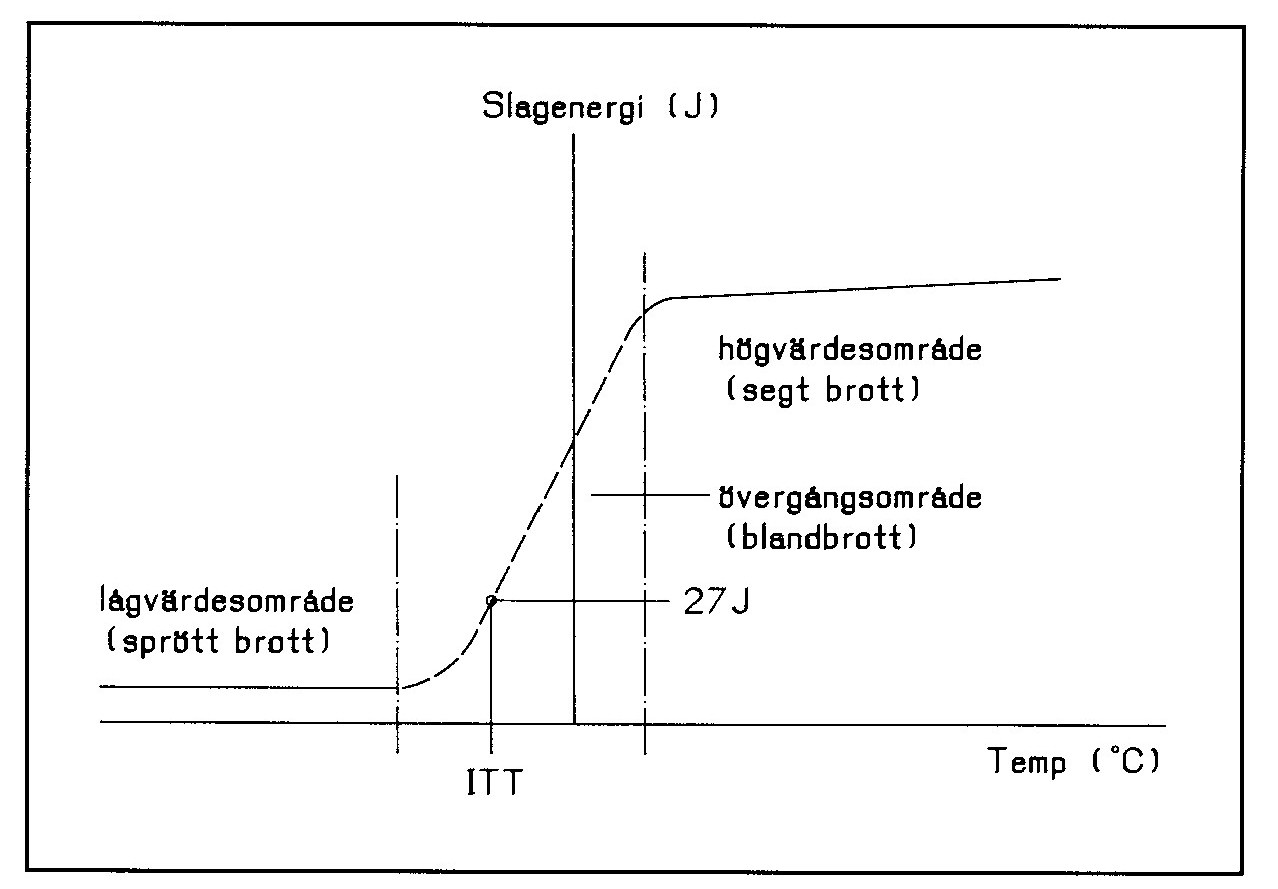 Slagenergi (J)
högvärdesområde
(segt brott)
övergångsområde
(blandbrott)
lågvärdesområde
(sprött brott)
27J
ITT
Temp (°C)